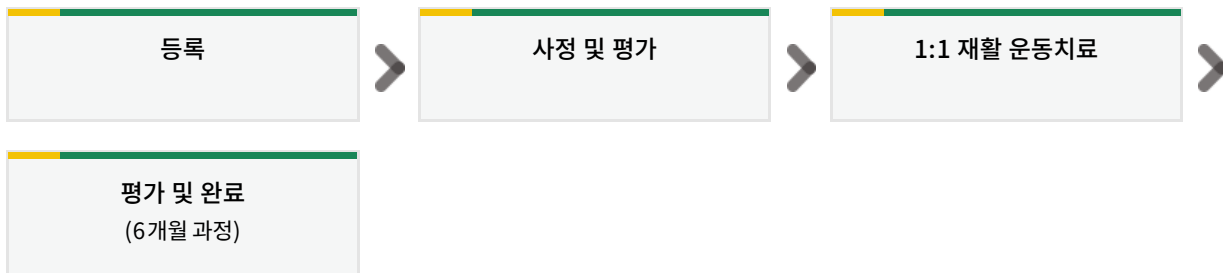 등록
사정 및 평가
1:1 재활 운동치료
평가 및 완료
(6개월 과정)